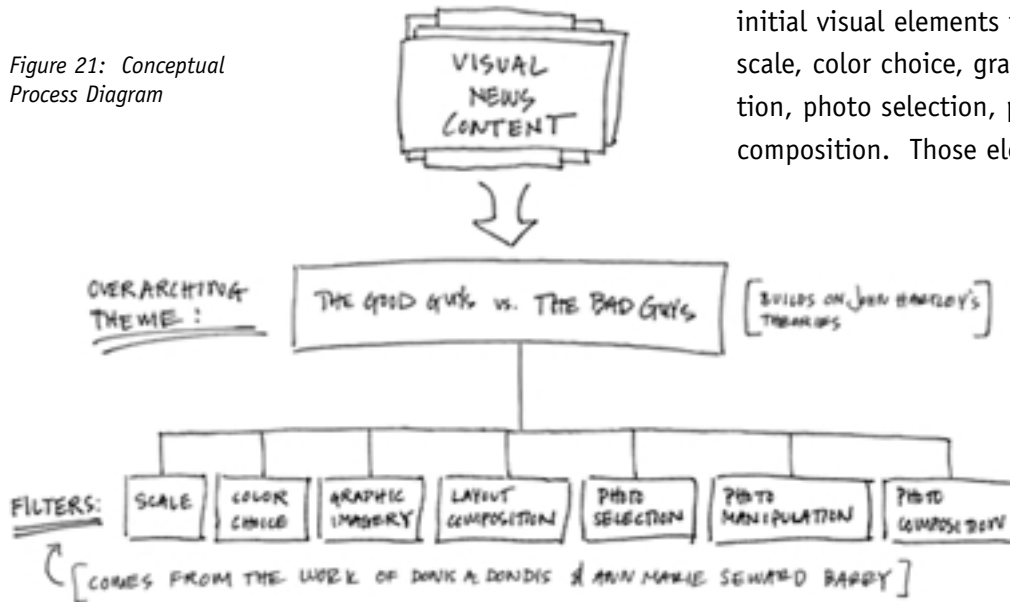 Figure 21: Conceptual
Process Diagram
initial visual elements
scale, color choice, gra
tion, photo selection, p
composition. Those ele
VISUAL
NEWS
CONTENT
OVERARCHING
THEME:
THE GOOD GUYS vs. THE BAD GUYS
[BUILDS ON JOHN HARTLEY'S
THEORIES]
FILTERS:
SCALE
COLOR
CHOICE
GRAPHIC
IMAGERY
LAYOUT
COMPOSITION
PHOTO
SELECTION
PHOTO
MANIPULATION
PHOTO
COMPOSITION
[COMES FROM THE WORK OF DONIS A. DONDIS & ANN MARIE SEWARD BARRY]